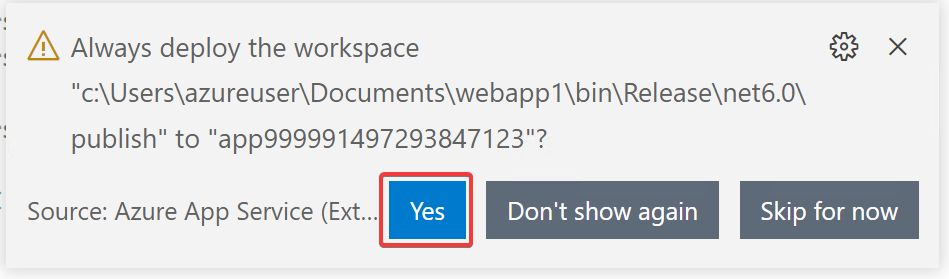 Always deploy the workspace
"c:\Users\azureuser\Documents\webapp1\bin\Release\net6.0\
publish" to "app999991497293847123"?
Source: Azure App Service (Ext... Yes Don't show again Skip for now